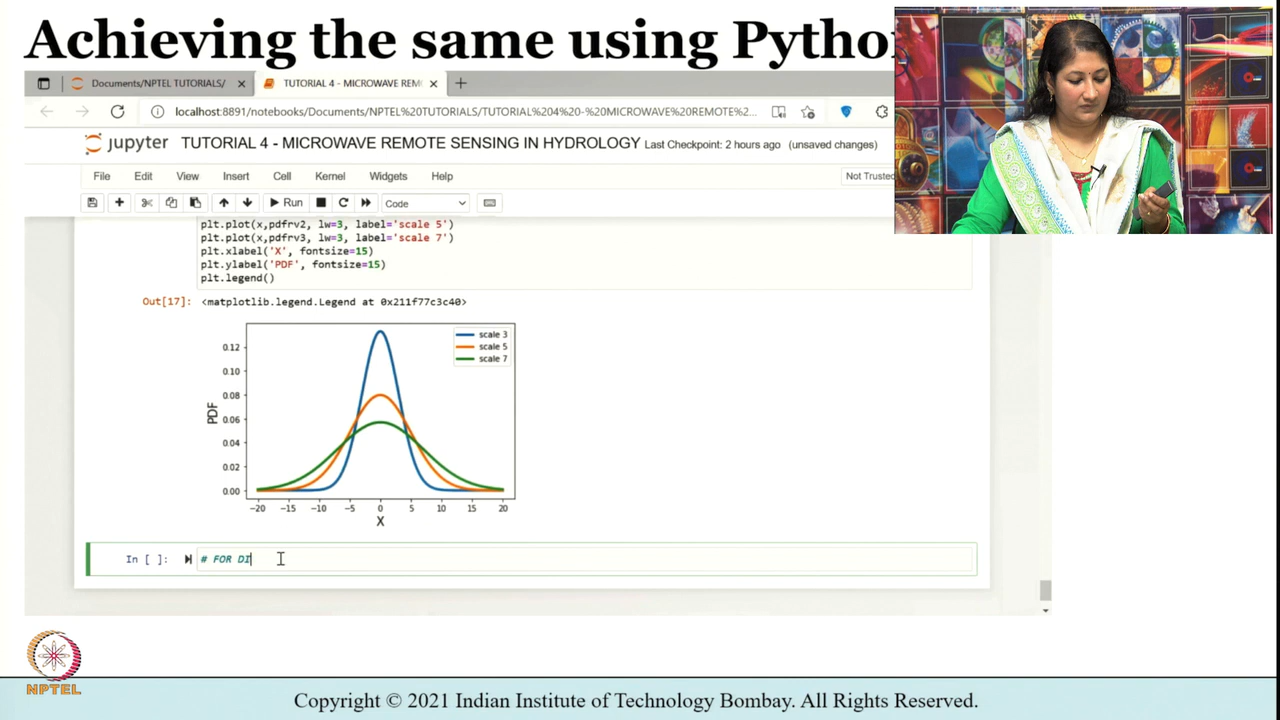 Achieving the same using Pytho
Documents/NPTEL TUTORIALS/
TUTORIAL 4 - MICROWAVE REM
localhost:8891/notebooks/Documents/NPTEL%20TUTORIALS/TUTORIAL%204%20-%20MICROWAVE%20REMOTE%2...
jupyter TUTORIAL 4 - MICROWAVE REMOTE SENSING IN HYDROLOGY Last Checkpoint: 2 hours ago (unsaved changes)
File Edit View Insert Cell Kernel Widgets Help Not Trusted
Run Code
plt.plot(x,pdfrv2, lw=3, label='scale 5')
plt.plot(x,pdfrv3, lw=3, label='scale 7')
plt.xlabel('X', fontsize=15)
plt.ylabel('PDF', fontsize=15)
plt.legend()
Out[17]: <matplotlib.legend.Legend at 0x211f77c3c40>
scale 3
scale 5
scale 7
0.12
0.10
0.08
0.06
0.04
0.02
0.00
PDF
−20 −15 −10 −5 0 5 10 15 20
X
In [ ]: # FOR DI
NPTEL
Copyright © 2021 Indian Institute of Technology Bombay. All Rights Reserved.